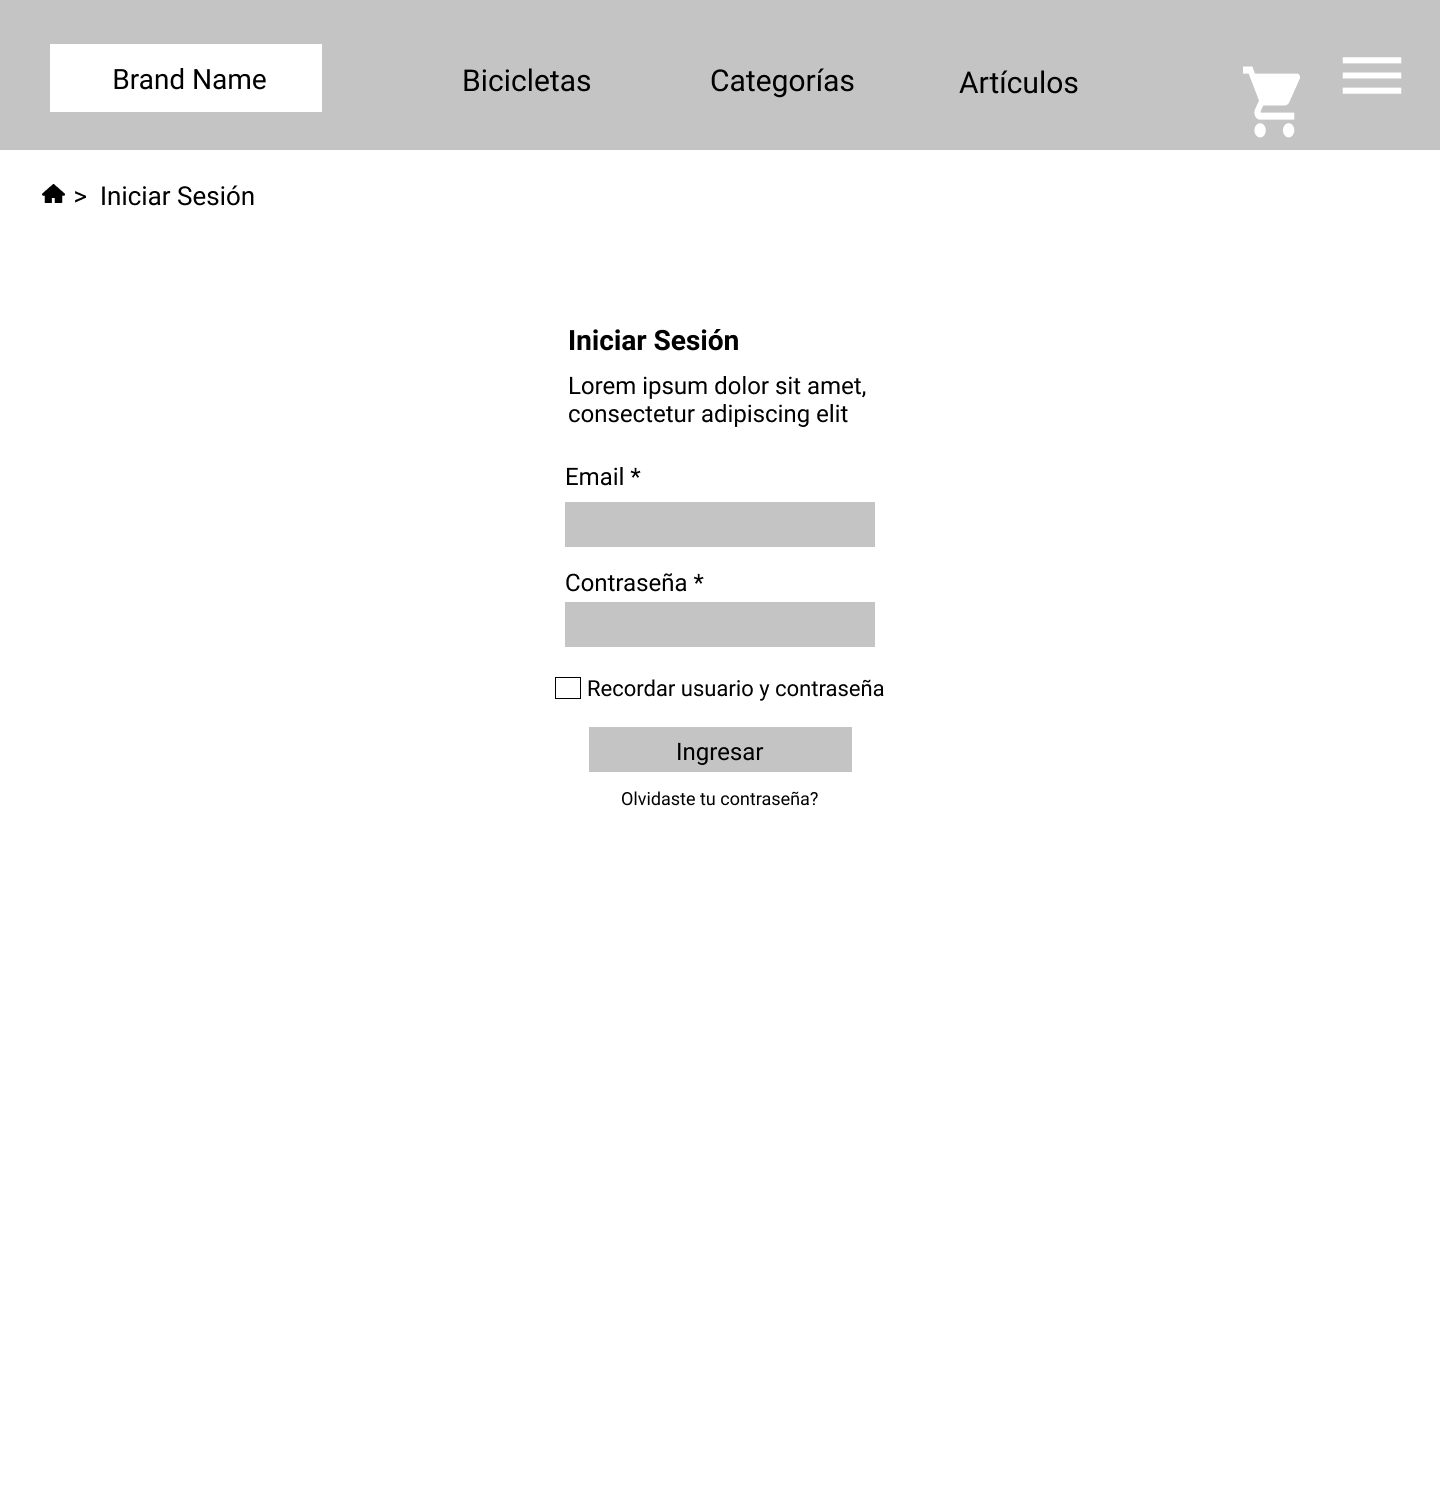 Brand Name
Bicicletas
Categorías
Artículos
> Iniciar Sesión
Iniciar Sesión
Lorem ipsum dolor sit amet,
consectetur adipiscing elit
Email *
Contraseña *
Recordar usuario y contraseña
Ingresar
Olvidaste tu contraseña?